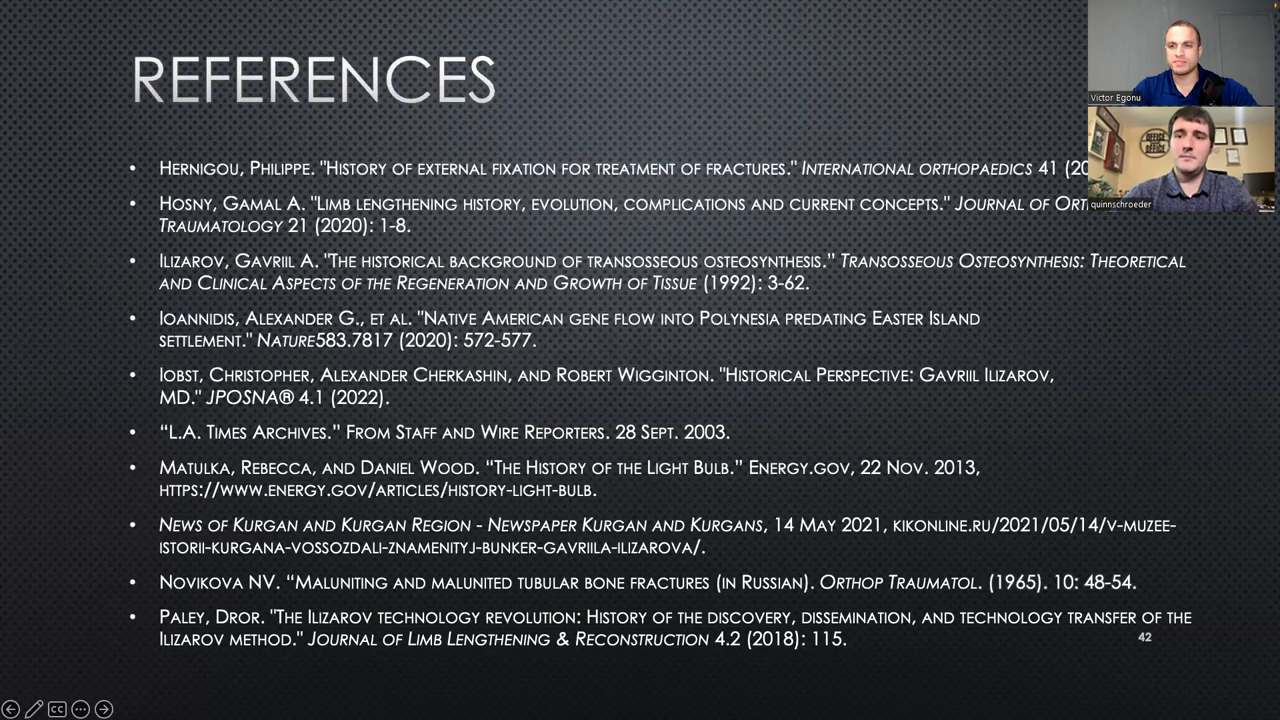 REFERENCES
• HERNIGOU, PHILIPPE. "HISTORY OF EXTERNAL FIXATION FOR TREATMENT OF FRACTURES." INTERNATIONAL ORTHOPAEDICS 41 (20
• HOSNY, GAMAL A. "LIMB LENGTHENING HISTORY, EVOLUTION, COMPLICATIONS AND CURRENT CONCEPTS." JOURNAL OF ORT
TRAUMATOLOGY 21 (2020): 1-8.
• ILIZAROV, GAVRIIL A. "THE HISTORICAL BACKGROUND OF TRANSOSSEOUS OSTEOSYNTHESIS.” TRANSOSSEOUS OSTEOSYNTHESIS: THEORETICAL
AND CLINICAL ASPECTS OF THE REGENERATION AND GROWTH OF TISSUE (1992): 3-62.
• IOANNIDIS, ALEXANDER G., ET AL. "NATIVE AMERICAN GENE FLOW INTO POLYNESIA PREDATING EASTER ISLAND
SETTLEMENT." NATURE583.7817 (2020): 572-577.
• IOBST, CHRISTOPHER, ALEXANDER CHERKASHIN, AND ROBERT WIGGINTON. "HISTORICAL PERSPECTIVE: GAVRIIL ILIZAROV,
MD." JPOSNA® 4.1 (2022).
• “L.A. TIMES ARCHIVES.” FROM STAFF AND WIRE REPORTERS. 28 SEPT. 2003.
• MATULKA, REBECCA, AND DANIEL WOOD. “THE HISTORY OF THE LIGHT BULB.” ENERGY.GOV, 22 NOV. 2013,
HTTPS://WWW.ENERGY.GOV/ARTICLES/HISTORY-LIGHT-BULB.
• NEWS OF KURGAN AND KURGAN REGION - NEWSPAPER KURGAN AND KURGANS, 14 MAY 2021, KIKONLINE.RU/2021/05/14/V-MUZEE-
ISTORII-KURGANA-VOSSOZDALI-ZNAMENITYJ-BUNKER-GAVRIILA-ILIZAROVA/.
• NOVIKOVA NV. “MALUNITING AND MALUNITED TUBULAR BONE FRACTURES (IN RUSSIAN). ORTHOP TRAUMATOL. (1965). 10: 48-54.
• PALEY, DROR. "THE ILIZAROV TECHNOLOGY REVOLUTION: HISTORY OF THE DISCOVERY, DISSEMINATION, AND TECHNOLOGY TRANSFER OF THE
ILIZAROV METHOD." JOURNAL OF LIMB LENGTHENING & RECONSTRUCTION 4.2 (2018): 115.
42
Victor Egonu
quinnschroeder
CC